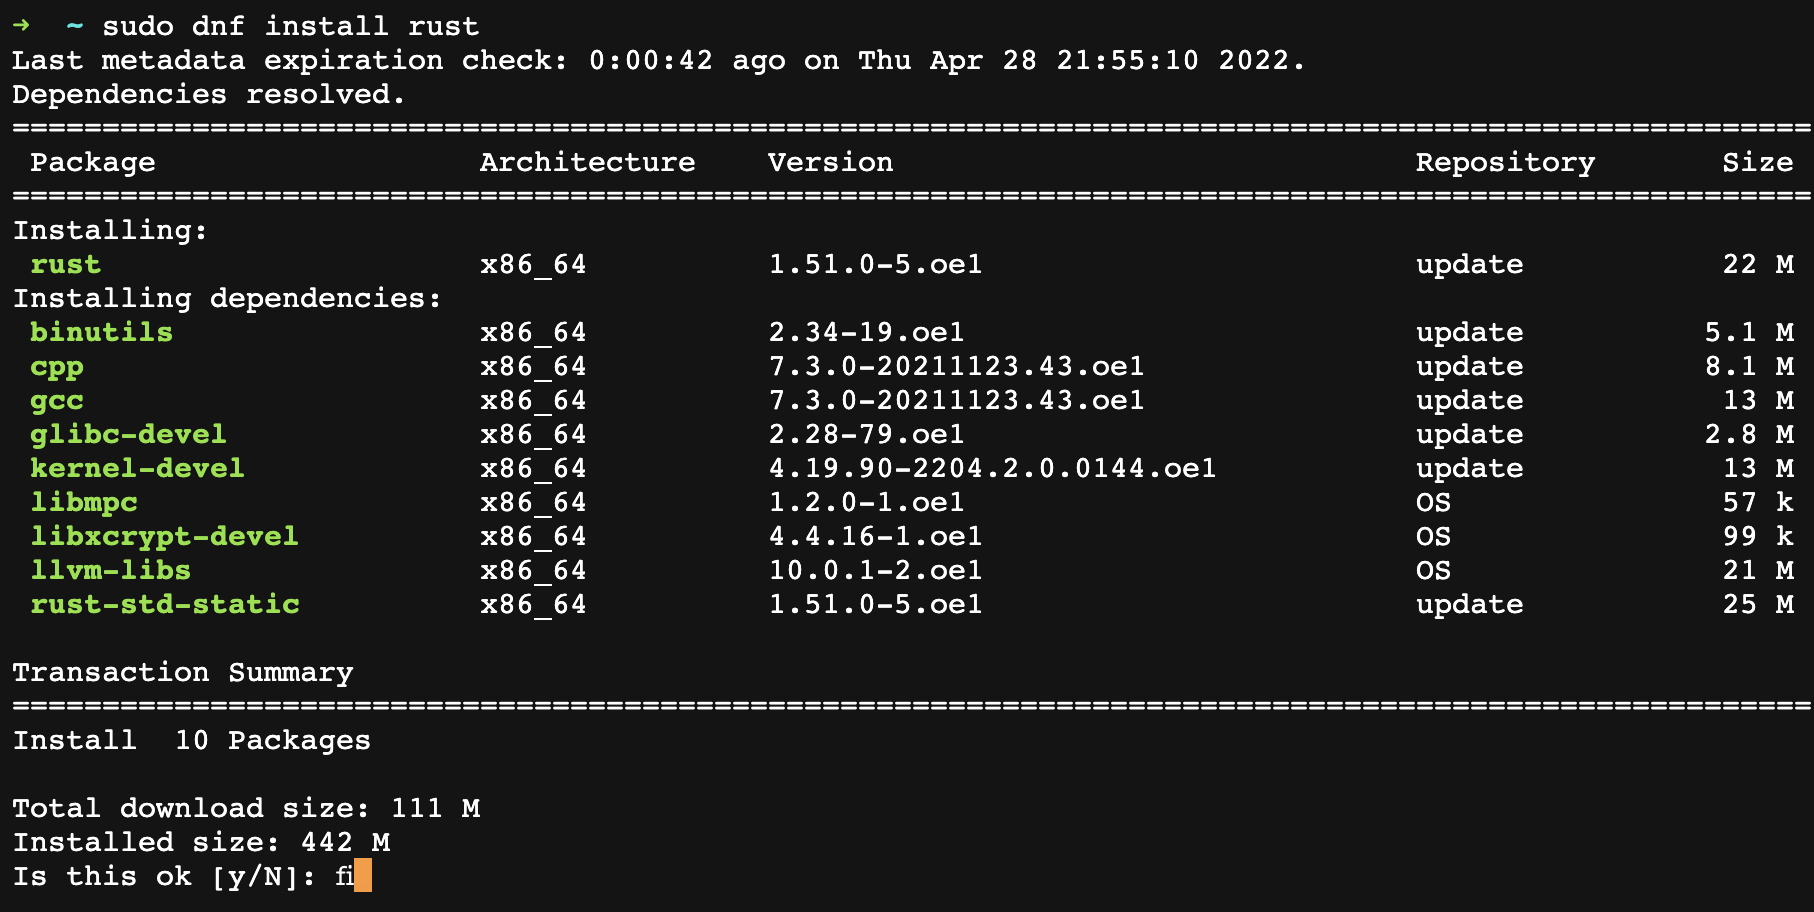 ➜  ~ sudo dnf install rust
Last metadata expiration check: 0:00:42 ago on Thu Apr 28 21:55:10 2022.
Dependencies resolved.
====================================================================================================
 Package                  Architecture    Version                             Repository       Size
====================================================================================================
Installing:
 rust                     x86_64          1.51.0-5.oe1                        update           22 M
Installing dependencies:
 binutils                 x86_64          2.34-19.oe1                         update          5.1 M
 cpp                      x86_64          7.3.0-20211123.43.oe1               update          8.1 M
 gcc                      x86_64          7.3.0-20211123.43.oe1               update           13 M
 glibc-devel              x86_64          2.28-79.oe1                         update          2.8 M
 kernel-devel             x86_64          4.19.90-2204.2.0.0144.oe1           update           13 M
 libmpc                   x86_64          1.2.0-1.oe1                         OS               57 k
 libxcrypt-devel          x86_64          4.4.16-1.oe1                        OS               99 k
 llvm-libs                x86_64          10.0.1-2.oe1                        OS               21 M
 rust-std-static          x86_64          1.51.0-5.oe1                        update           25 M
Transaction Summary
====================================================================================================
Install  10 Packages
Total download size: 111 M
Installed size: 442 M
Is this ok [y/N]: fi